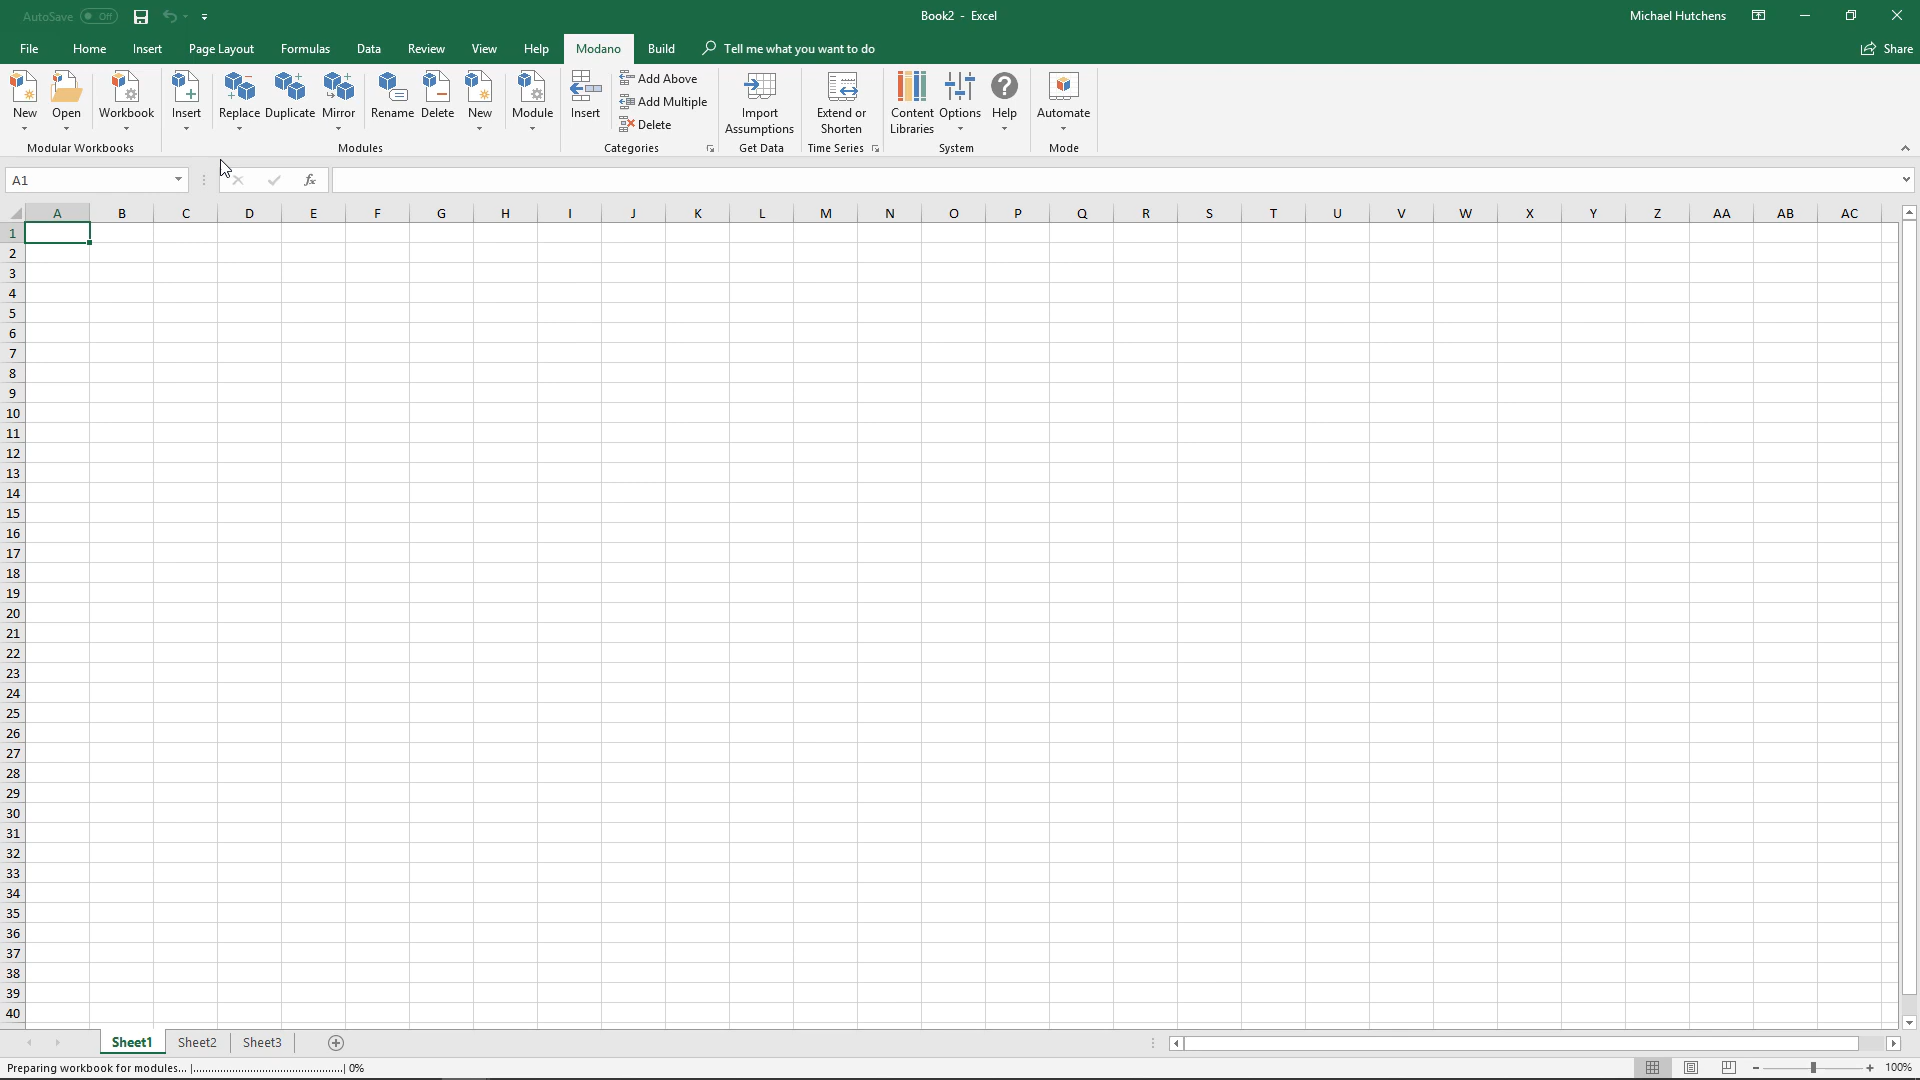 AutoSave Off
Book2 - Excel
Michael Hutchens
File Home Insert Page Layout Formulas Data Review View Help Modano Build Tell me what you want to do Share
New Open Workbook Insert Replace Duplicate Mirror Rename Delete New Module Insert
Add Above
Add Multiple
Delete
Import Assumptions
Extend or Shorten
Content Libraries
Options Help Automate
Modular Workbooks Modules Categories Get Data Time Series System Mode
A1 fx
A B C D E F G H I J K L M N O P Q R S T U V W X Y Z AA AB AC
1
2
3
4
5
6
7
8
9
10
11
12
13
14
15
16
17
18
19
20
21
22
23
24
25
26
27
28
29
30
31
32
33
34
35
36
37
38
39
40
Sheet1 Sheet2 Sheet3
Preparing workbook for modules... |..................................................| 0%
100%